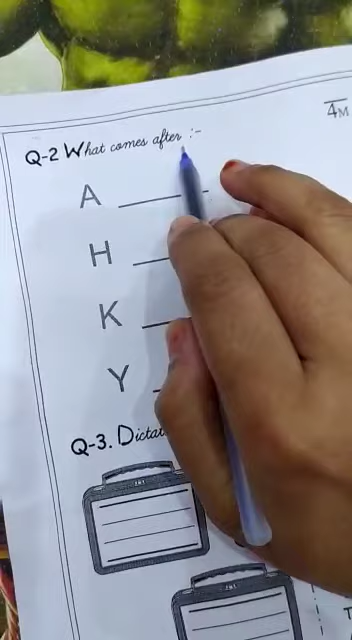 Q-2 What comes after :-
4M
A
H
K
Y
Q-3. Dictat